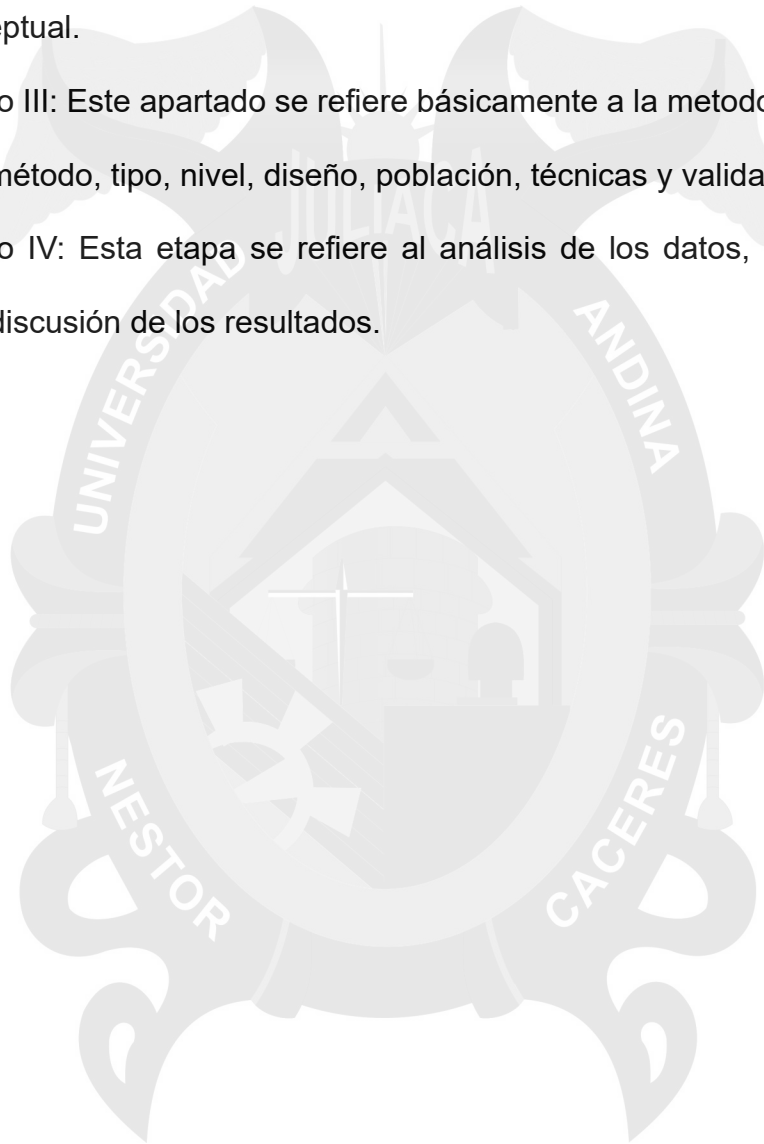 eptual.
o III: Este apartado se refiere básicamente a la metodo
método, tipo, nivel, diseño, población, técnicas y valida
o IV: Esta etapa se refiere al análisis de los datos,
discusión de los resultados.
UNIVERSIDAD ANDINA
JULIACA
NESTOR CACERES